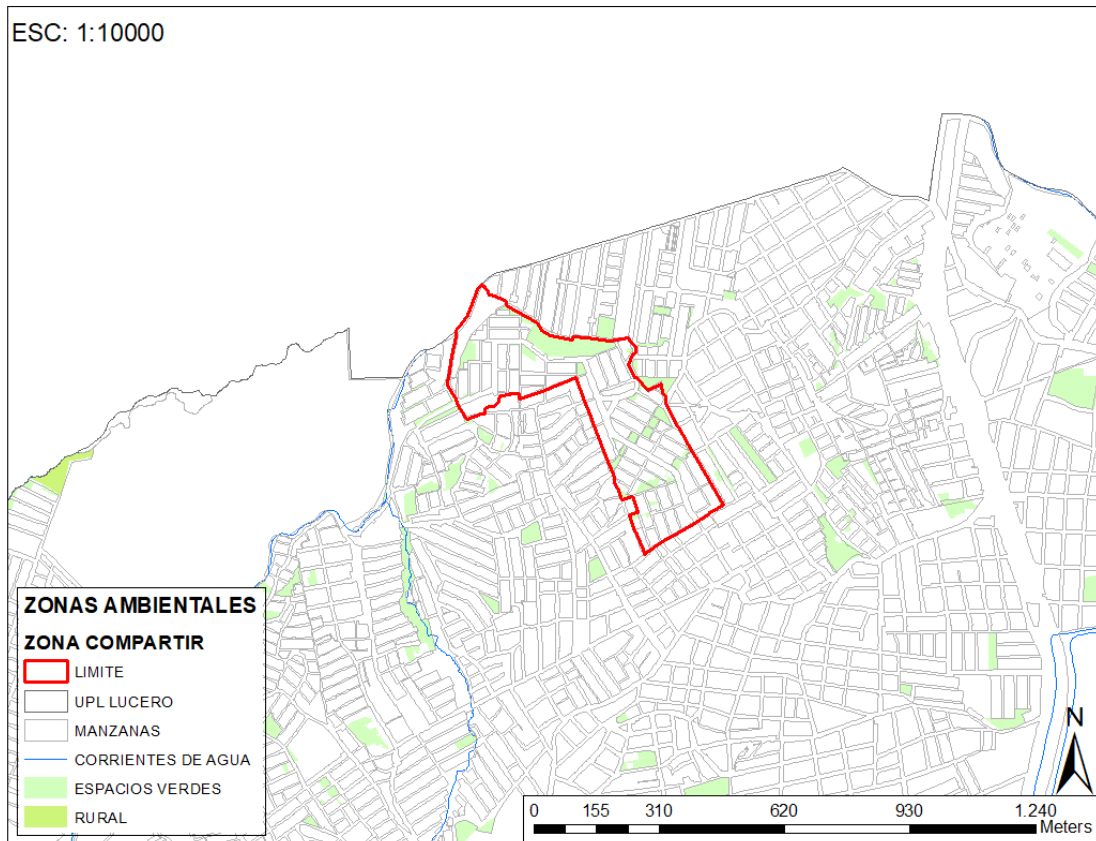 ESC: 1:10000
ZONAS AMBIENTALES
ZONA COMPARTIR
LIMITE
UPL LUCERO
MANZANAS
CORRIENTES DE AGUA
ESPACIOS VERDES
RURAL
N
0 155 310 620 930 1.240
Meters